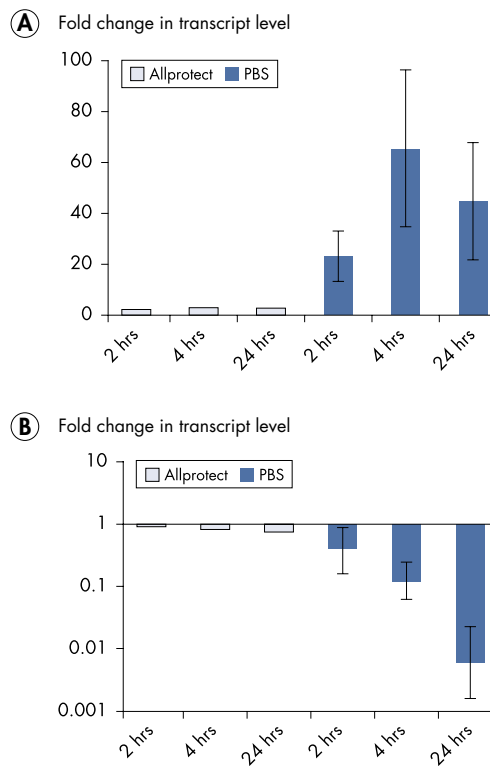 A Fold change in transcript level
100
Allprotect PBS
80
60
40
20
0
2 hrs 4 hrs 24 hrs 2 hrs 4 hrs 24 hrs
B Fold change in transcript level
10
Allprotect PBS
1
0.1
0.01
0.001
2 hrs 4 hrs 24 hrs 2 hrs 4 hrs 24 hrs